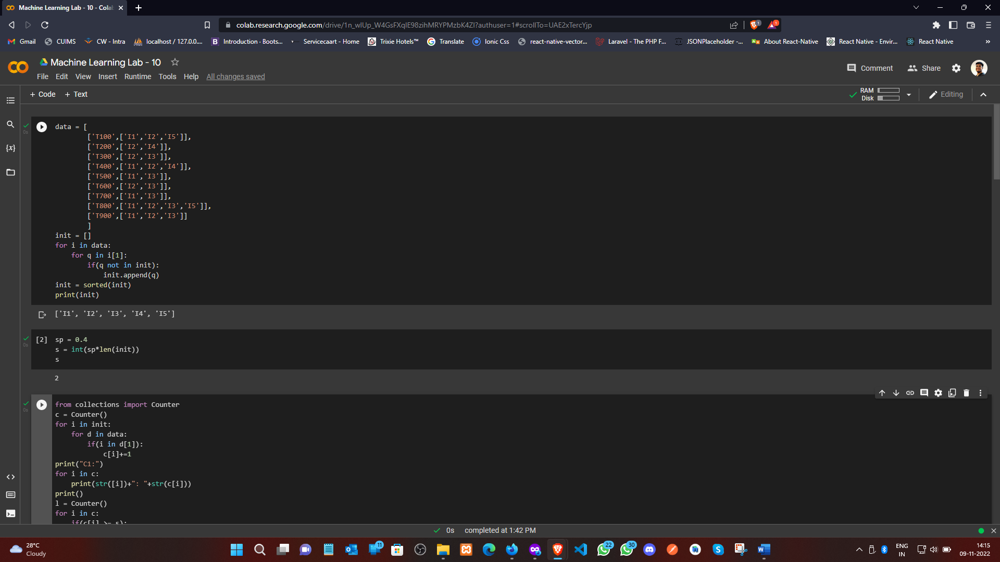 Machine Learning Lab - 10 - Cola
colab.research.google.com/drive/1n_wlUp_W4GsFXqlE98zihMRYPMzbK4Zl?authuser=1#scrollTo=UAE2xTercYjp
Gmail CUIMS CW - Intra localhost / 127.0.0.... Introduction · Boots... Servicecaart - Home Trixie Hotels™ Translate Ionic Css react-native-vector... Laravel - The PHP F... JSONPlaceholder -... About React-Native React Native - Envir... React Native »
Machine Learning Lab - 10
Comment Share
File Edit View Insert Runtime Tools Help All changes saved
+ Code + Text
RAM
Disk
Editing
data = [
['T100',['I1','I2','I5']],
['T200',['I2','I4']],
['T300',['I2','I3']],
['T400',['I1','I2','I4']],
['T500',['I1','I3']],
['T600',['I2','I3']],
['T700',['I1','I3']],
['T800',['I1','I2','I3','I5']],
['T900',['I1','I2','I3']]
]
init = []
for i in data:
for q in i[1]:
if(q not in init):
init.append(q)
init = sorted(init)
print(init)
0s
['I1', 'I2', 'I3', 'I4', 'I5']
[2] sp = 0.4
0s
s = int(sp*len(init))
s
2
from collections import Counter
0s
c = Counter()
for i in init:
for d in data:
if(i in d[1]):
c[i]+=1
print("C1:")
for i in c:
print(str([i])+": "+str(c[i]))
print()
l = Counter()
for i in c:
if(c[i] >= s):
0s completed at 1:42 PM
28°C
Cloudy
11
22
30
ENG
IN
14:15
09-11-2022